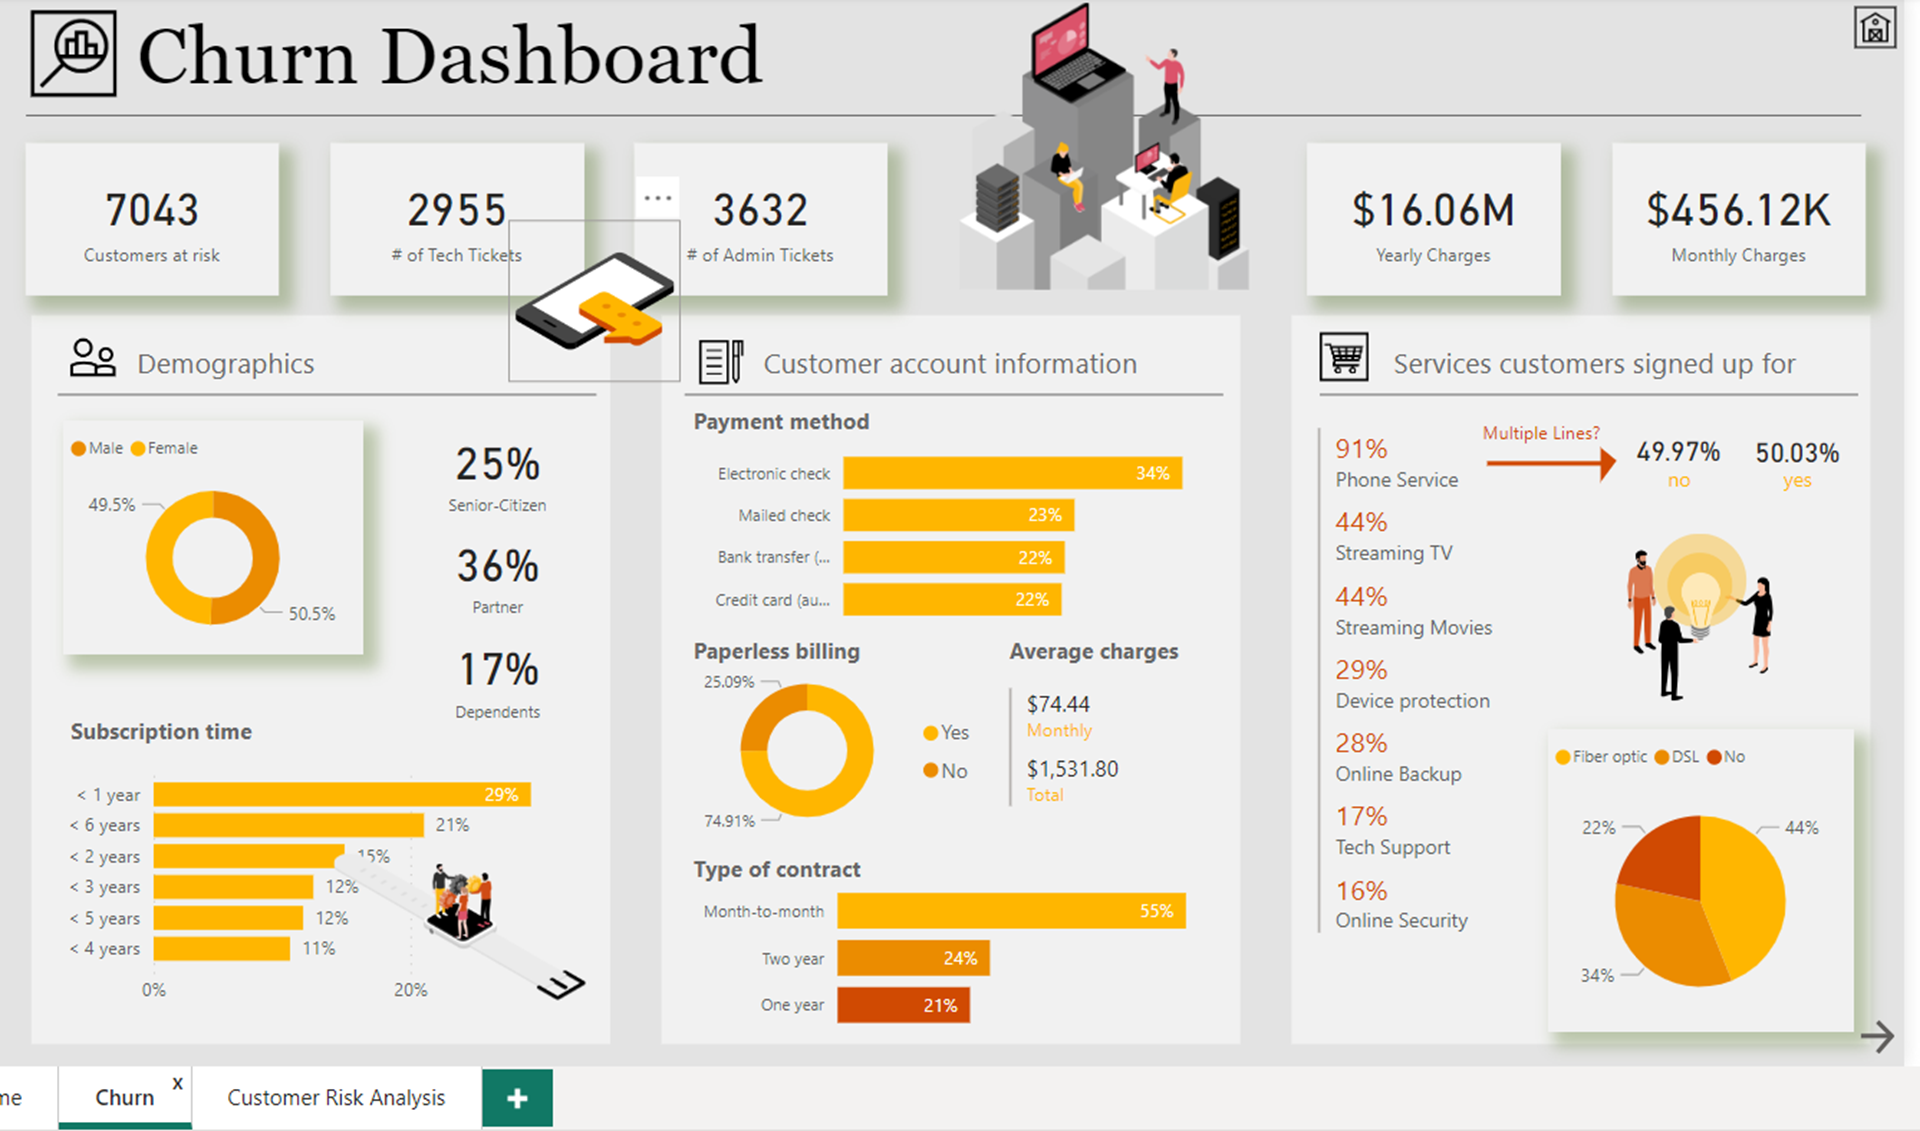 Churn Dashboard
7043
Customers at risk
2955
# of Tech Tickets
...
3632
# of Admin Tickets
$16.06M
Yearly Charges
$456.12K
Monthly Charges
Demographics
Male Female
49.5%
50.5%
25%
Senior-Citizen
36%
Partner
17%
Dependents
Subscription time
< 1 year 29%
< 6 years 21%
< 2 years 15%
< 3 years 12%
< 5 years 12%
< 4 years 11%
0% 20%
Customer account information
Payment method
Electronic check 34%
Mailed check 23%
Bank transfer (... 22%
Credit card (au... 22%
Paperless billing
25.09%
74.91%
Yes
No
Average charges
$74.44
Monthly
$1,531.80
Total
Type of contract
Month-to-month 55%
Two year 24%
One year 21%
Services customers signed up for
91%
Phone Service
Multiple Lines?
49.97%
no
50.03%
yes
44%
Streaming TV
44%
Streaming Movies
29%
Device protection
28%
Online Backup
17%
Tech Support
16%
Online Security
Fiber optic DSL No
22%
44%
34%
me
Churn x
Customer Risk Analysis
+